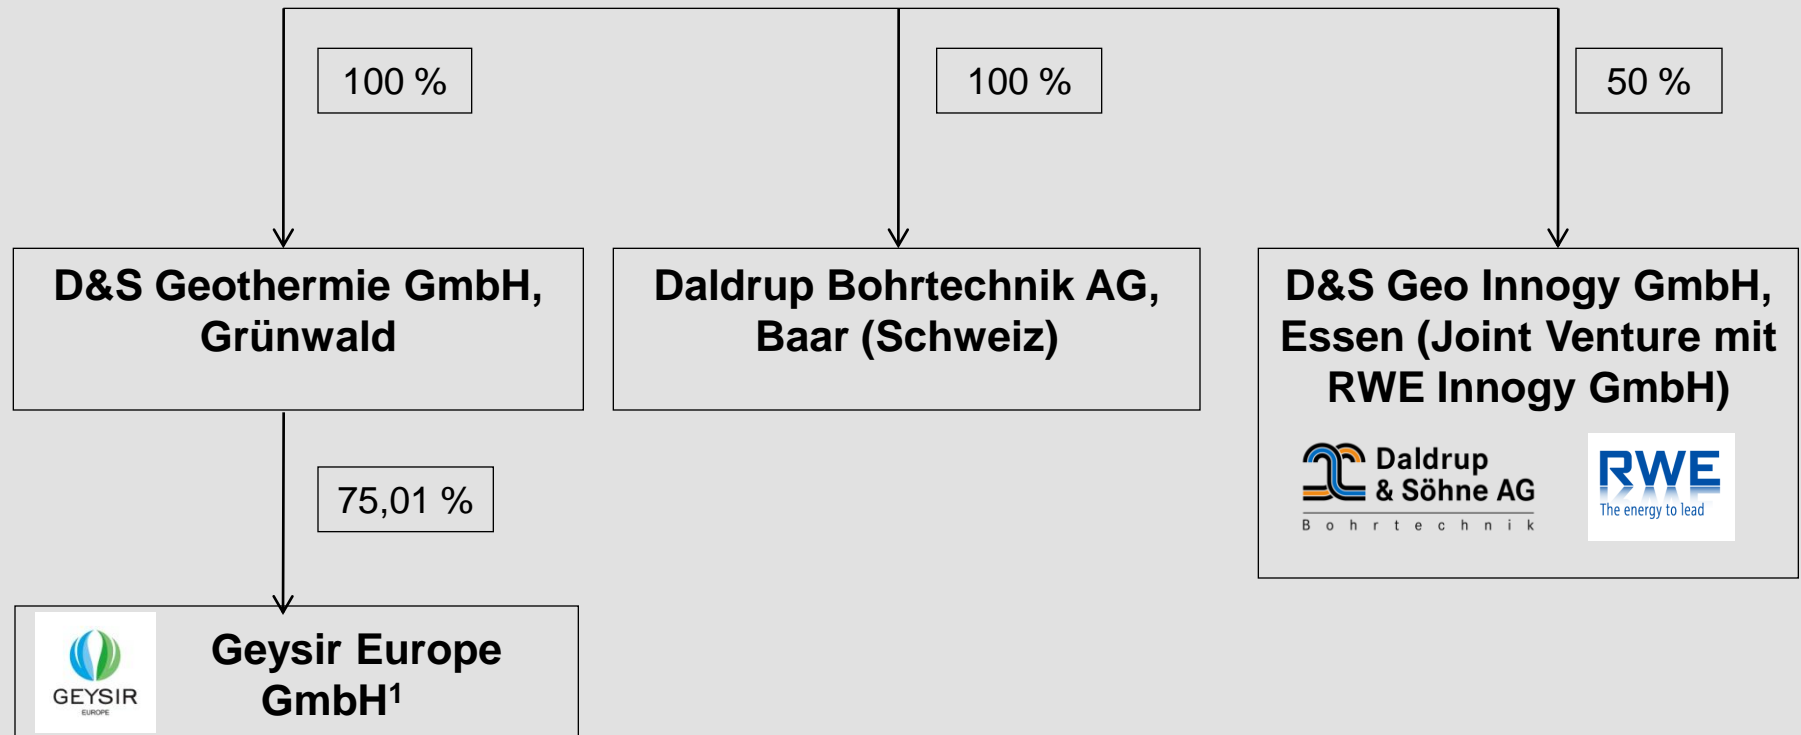 100 %
100 %
50 %
D&S Geothermie GmbH,
Grünwald
Daldrup Bohrtechnik AG,
Baar (Schweiz)
D&S Geo Innogy GmbH,
Essen (Joint Venture mit
RWE Innogy GmbH)
Daldrup
& Söhne AG
Bohrtechnik
RWE
The energy to lead
75,01 %
GEYSIR
EUROPE
Geysir Europe
GmbH¹